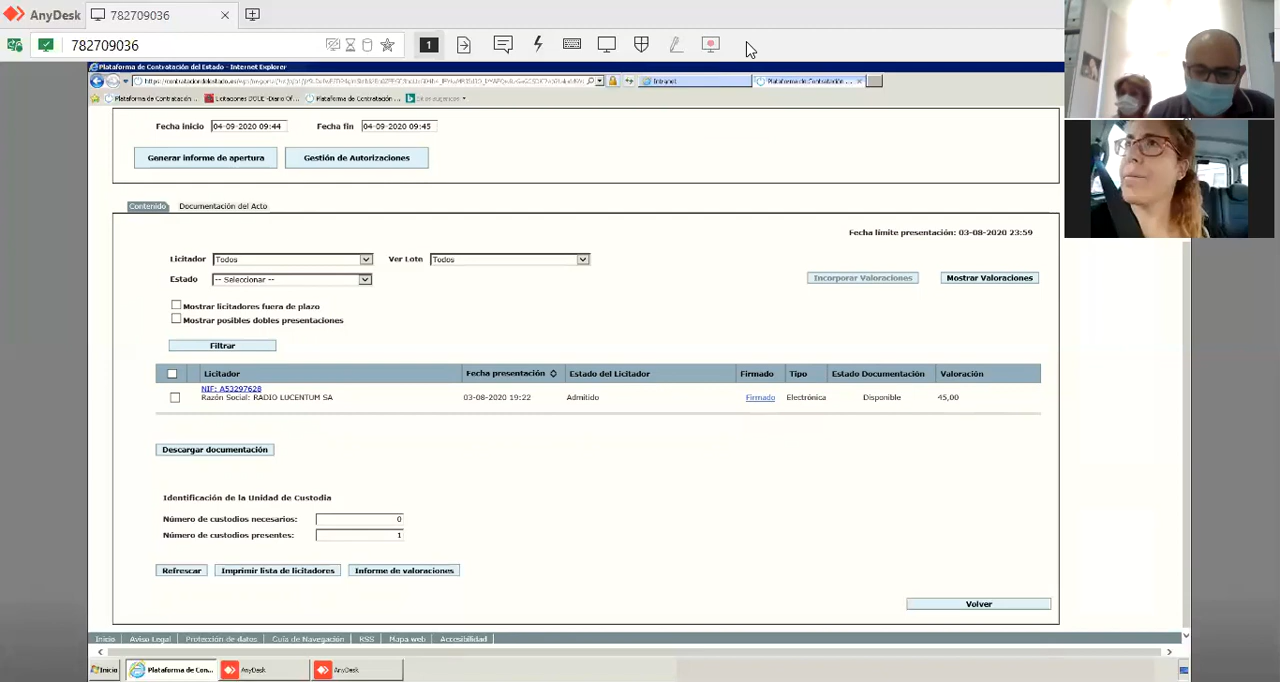 AnyDesk 782709036
782709036 1
Plataforma de Contratación del Estado - Internet Explorer
Intranet Plataforma de Contratación ...
Plataforma de Contratación ... Licitaciones DOUE -Diario Of... Plataforma de Contratación ...
Fecha inicio 04-09-2020 09:44 Fecha fin 04-09-2020 09:45
Generar informe de apertura Gestión de Autorizaciones
Contenido Documentación del Acto
Fecha límite presentación: 03-08-2020 23:59
Licitador Todos Ver Lote Todos
Estado -- Seleccionar -- Incorporar Valoraciones Mostrar Valoraciones
Mostrar licitadores fuera de plazo
Mostrar posibles dobles presentaciones
Filtrar
Licitador Fecha presentación Estado del Licitador Firmado Tipo Estado Documentación Valoración
NIF: A53297628
Razón Social: RADIO LUCENTUM SA 03-08-2020 19:22 Admitido Firmado Electrónica Disponible 45,00
Descargar documentación
Identificación de la Unidad de Custodia
Número de custodios necesarios: 0
Número de custodios presentes: 1
Refrescar Imprimir lista de licitadores Informe de valoraciones
Volver
Inicio Aviso Legal Protección de datos Guía de Navegación RSS Mapa web Accesibilidad
Inicio Plataforma de Con... AnyDesk AnyDesk